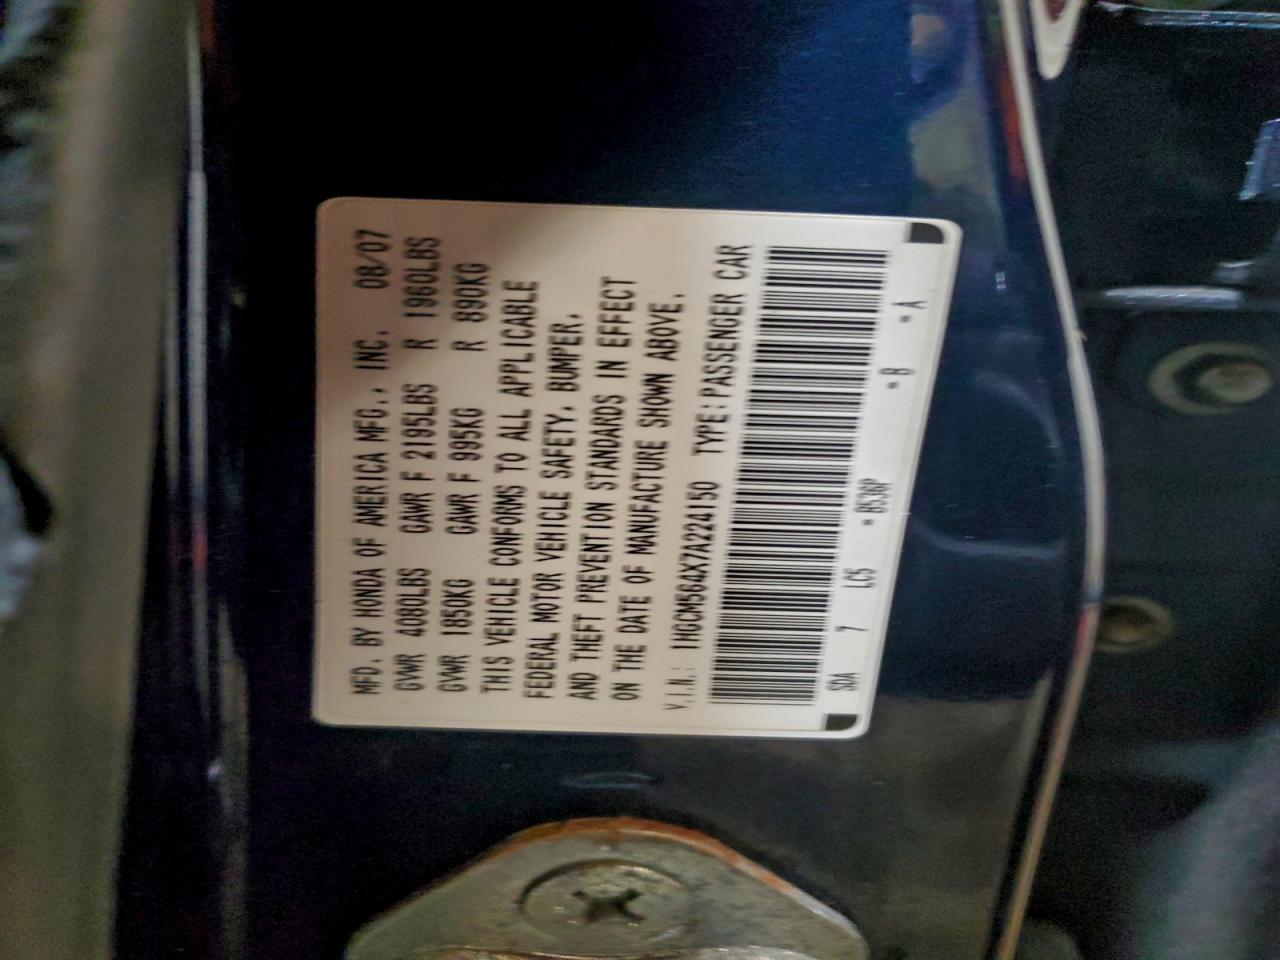 MFD. BY HONDA OF AMERICA MFG., INC. 08/07
GVWR 4080LBS GAWR F 2195LBS R 1960LBS
GVWR 1850KG GAWR F 995KG R 890KG
THIS VEHICLE CONFORMS TO ALL APPLICABLE
FEDERAL MOTOR VEHICLE SAFETY, BUMPER,
AND THEFT PREVENTION STANDARDS IN EFFECT
ON THE DATE OF MANUFACTURE SHOWN ABOVE.
V.I.N.: 1HGCM564X7A224150 TYPE:PASSENGER CAR
SDA 7 LC5 *B536P *B *A